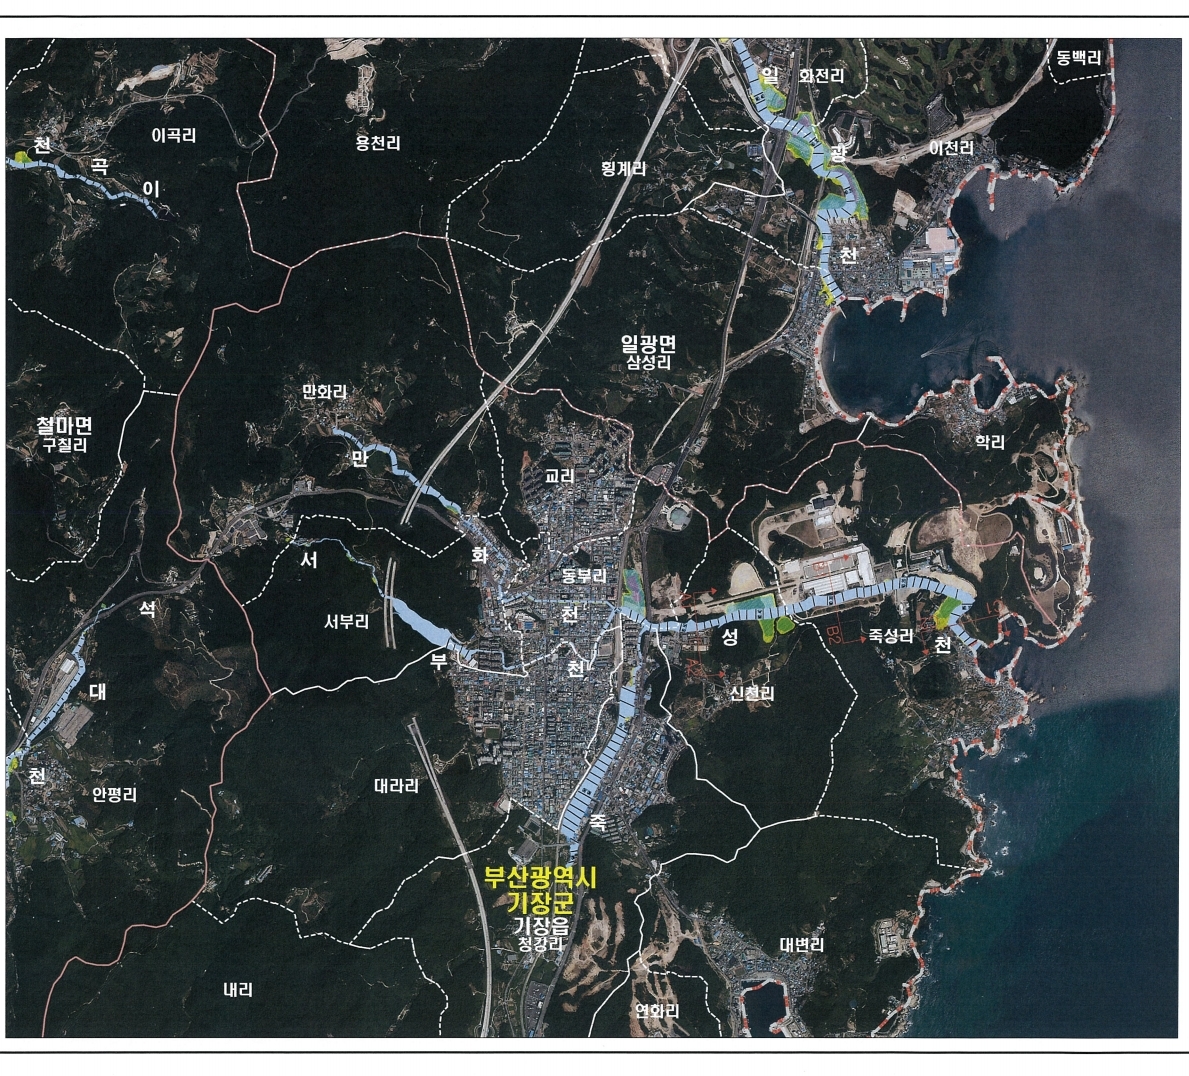 동백리
일
화전리
이곡리
천
곡
이
용천리
횡계리
광
이천리
천
일광면
삼성리
만화리
철마면
구칠리
만
교리
학리
서
화
동부리
석
서부리
천
성
죽성리
천
부
천
대
신천리
천
안평리
대라리
죽
부산광역시
기장군
기장읍
청강리
대변리
내리
연화리
B2